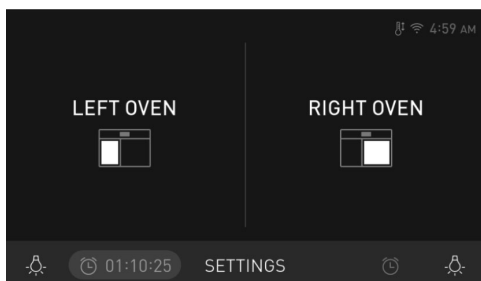 4:59 AM
LEFT OVEN
RIGHT OVEN
01:10:25
SETTINGS